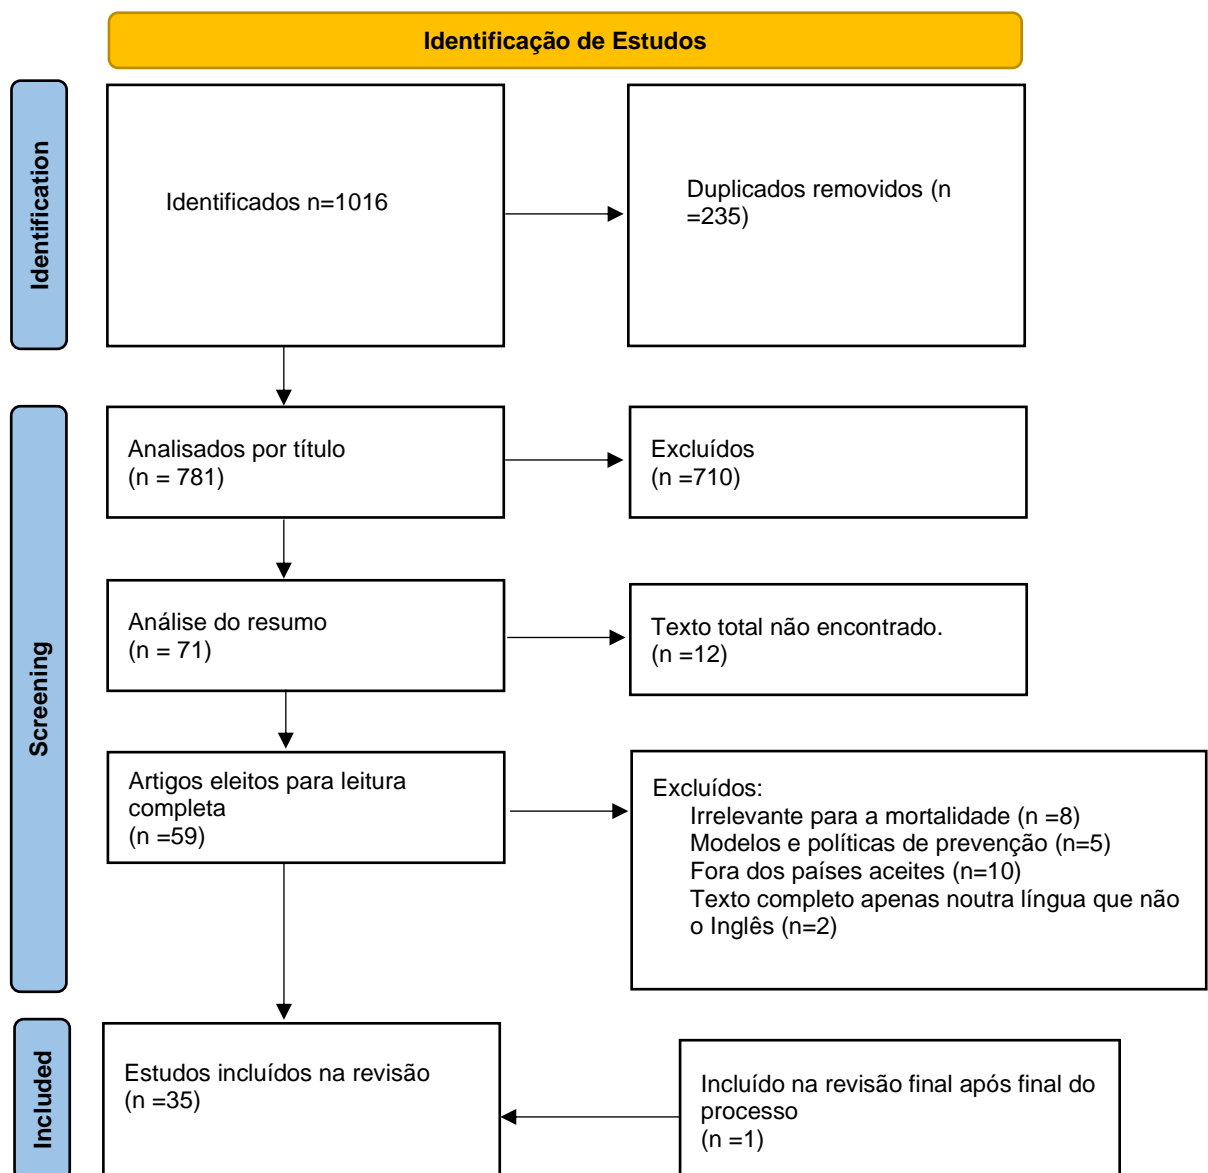 Identificação de Estudos
Identification
Identificados n=1016
Duplicados removidos (n
=235)
Screening
Analisados por título
(n = 781)
Excluídos
(n =710)
Análise do resumo
(n = 71)
Texto total não encontrado.
(n =12)
Artigos eleitos para leitura
completa
(n =59)
Excluídos:
Irrelevante para a mortalidade (n =8)
Modelos e políticas de prevenção (n=5)
Fora dos países aceites (n=10)
Texto completo apenas noutra língua que não
o Inglês (n=2)
Included
Estudos incluídos na revisão
(n =35)
Incluído na revisão final após final do
processo
(n =1)